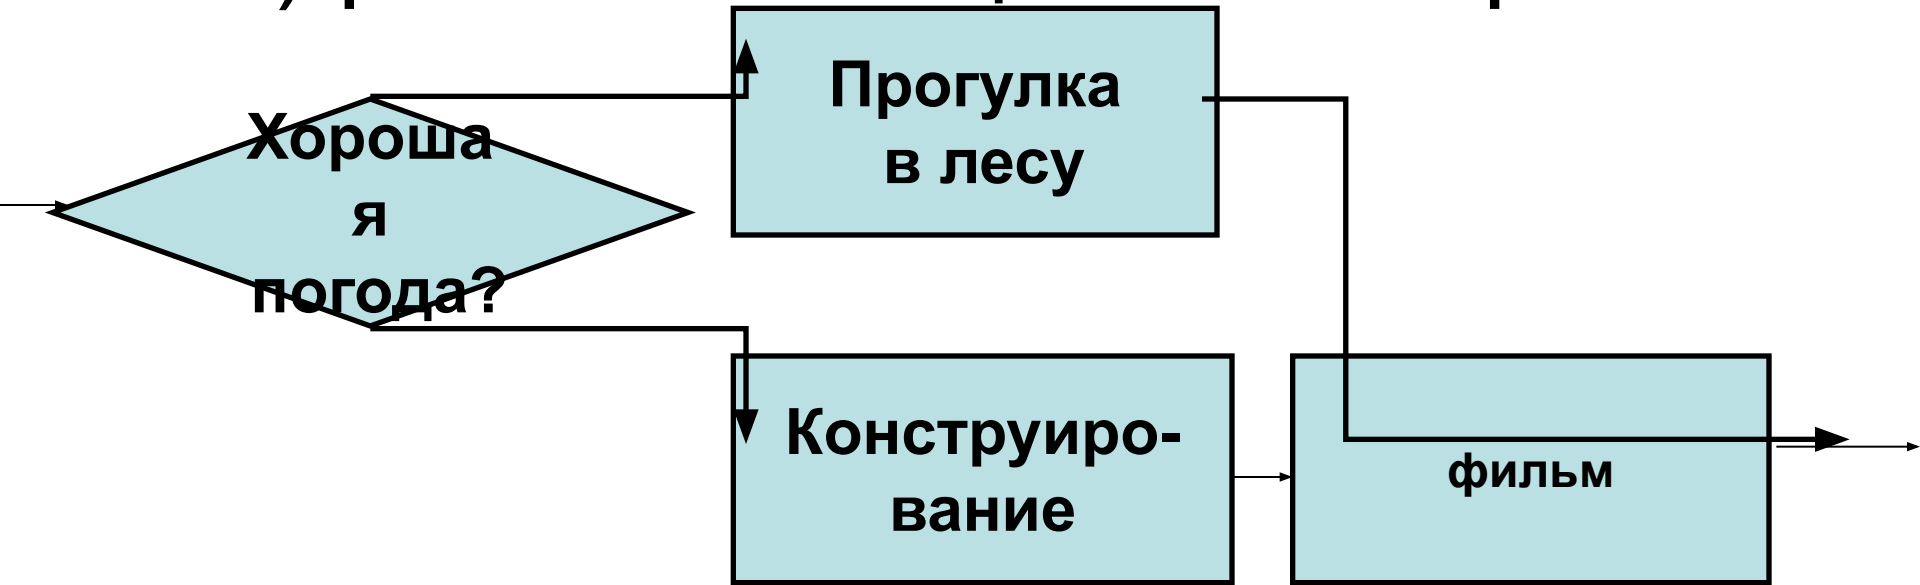 Хороша
я
погода?
Прогулка
в лесу
Конструиро-
вание
фильм